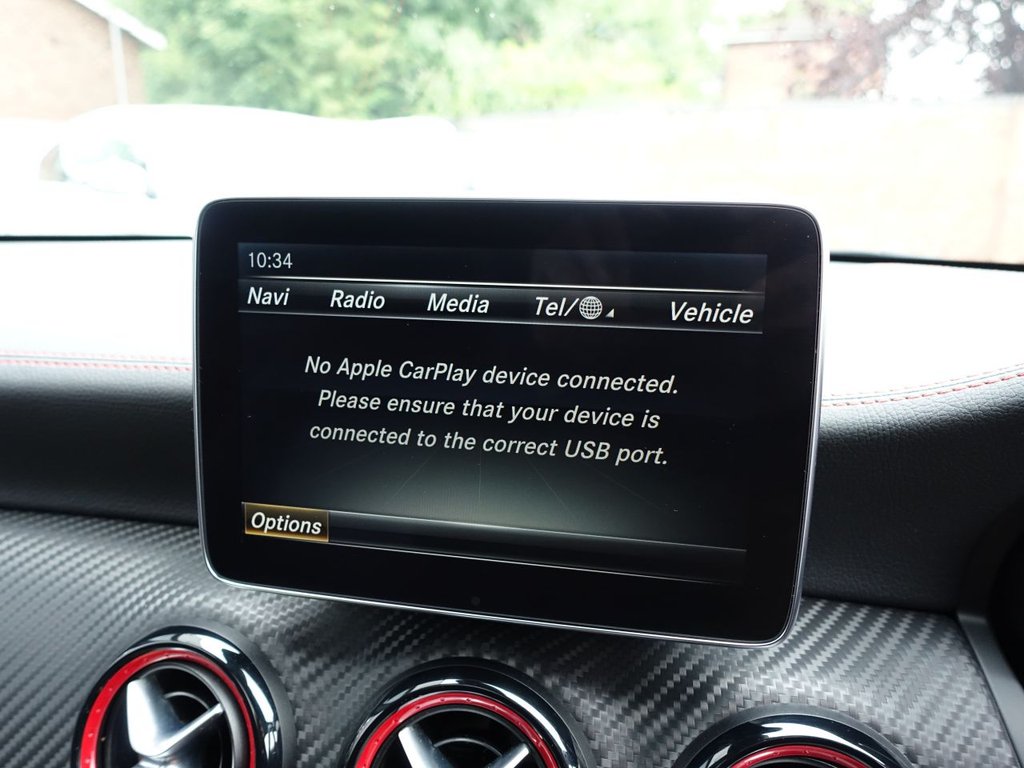 10:34
Navi Radio Media Tel/ Vehicle
No Apple CarPlay device connected.
Please ensure that your device is
connected to the correct USB port.
Options